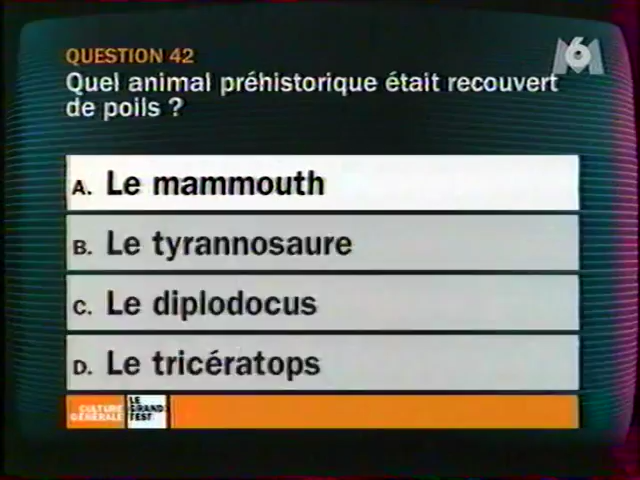 QUESTION 42
M6
Quel animal préhistorique était recouvert
de poils ?
A. Le mammouth
B. Le tyrannosaure
C. Le diplodocus
D. Le tricératops
CULTURE
GÉNÉRALE
LE
GRAND
TEST